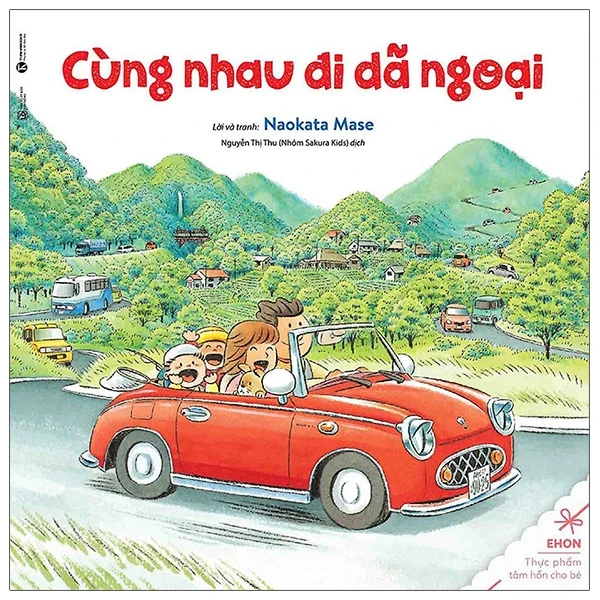 Cùng nhau đi dã ngoại
Lời và tranh: Naokata Mase
Nguyễn Thị Thu (Nhóm Sakura Kids) dịch
EHON
Thực phẩm
tâm hồn cho bé